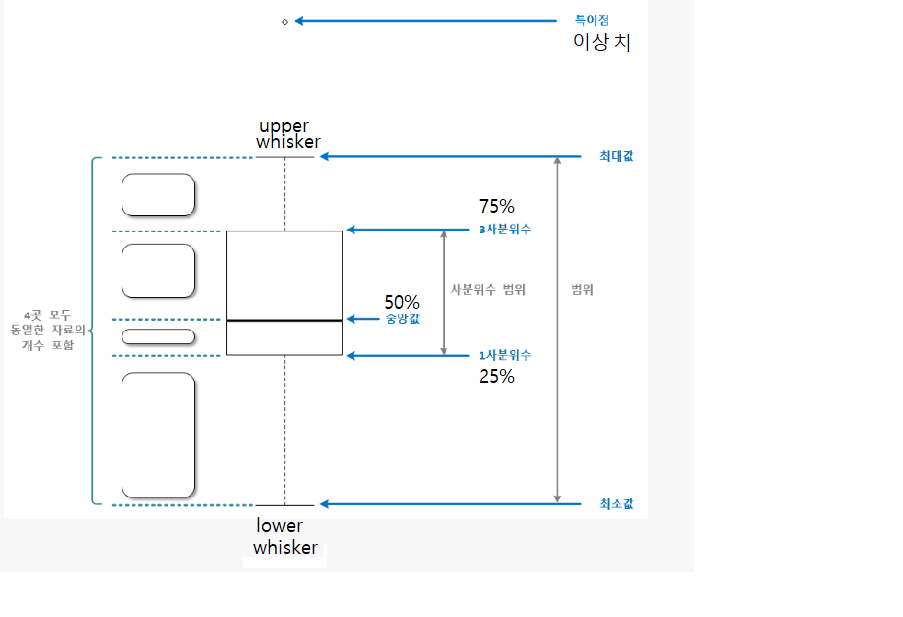 특이점
이상 치
upper
whisker
최대값
75%
3사분위수
사분위수 범위
범위
50%
중앙값
4곳 모두
동일한 자료의
개수 포함
1사분위수
25%
최소값
lower
whisker